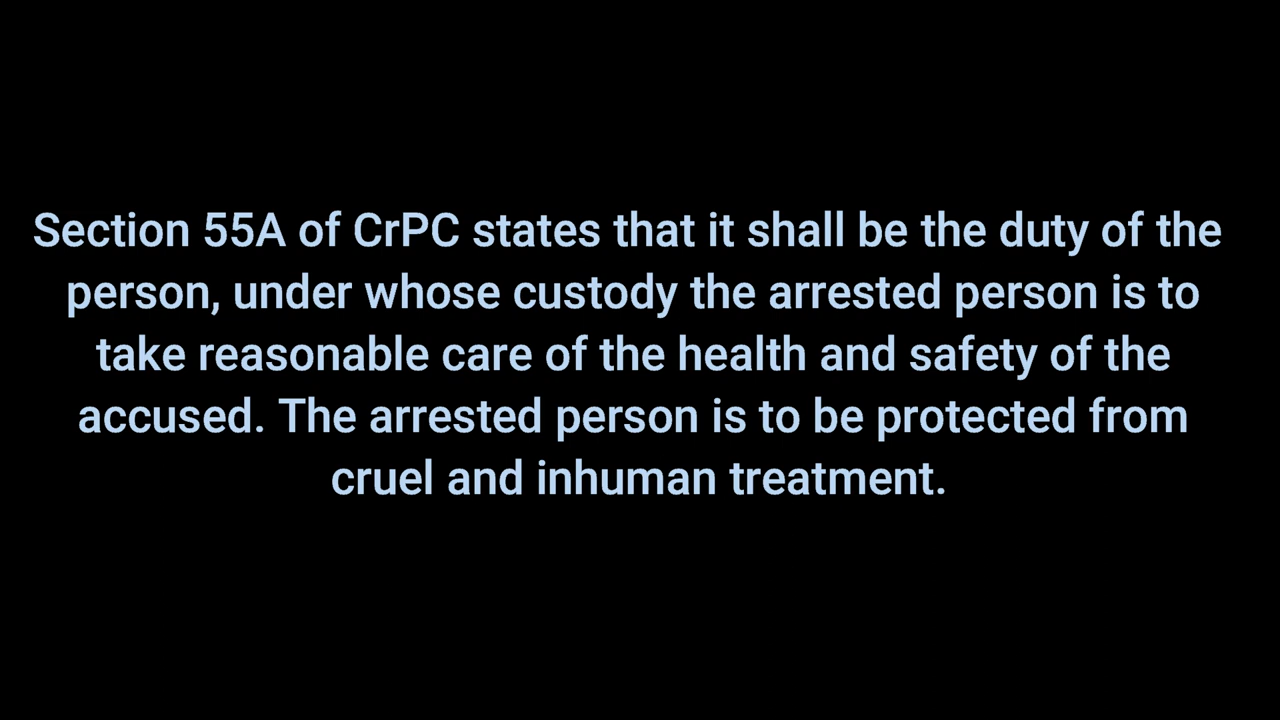 Section 55A of CrPC states that it shall be the duty of the
person, under whose custody the arrested person is to
take reasonable care of the health and safety of the
accused. The arrested person is to be protected from
cruel and inhuman treatment.